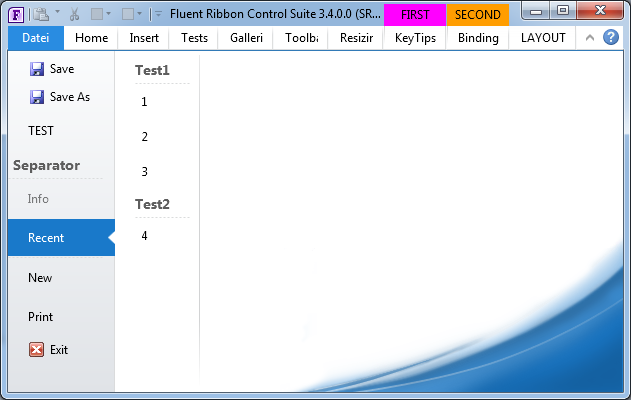 F Fluent Ribbon Control Suite 3.4.0.0 (SR... FIRST SECOND
Datei Home Insert Tests Galleri Toolba Resizir KeyTips Binding LAYOUT ?
Save
Save As
TEST
Separator
Info
Recent
New
Print
Exit
Test1
1
2
3
Test2
4